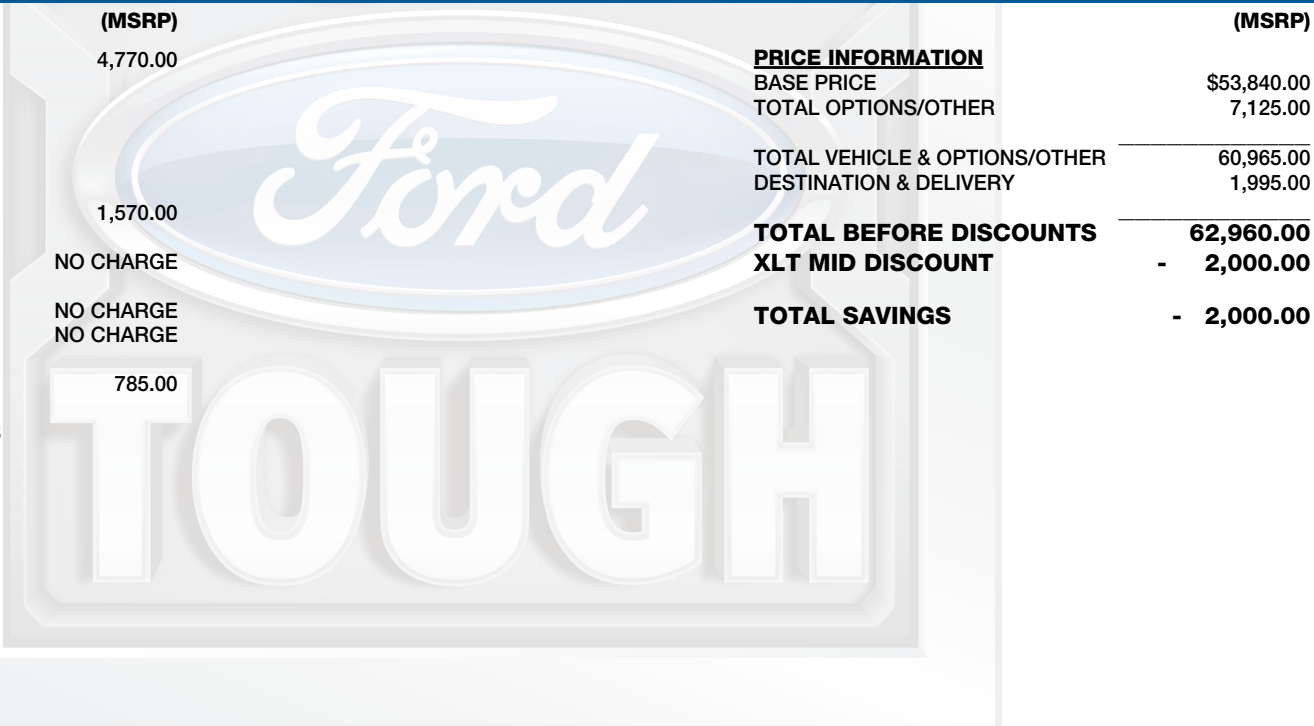 (MSRP)
4,770.00
1,570.00
NO CHARGE
NO CHARGE
NO CHARGE
785.00
Ford
TOUGH
(MSRP)
PRICE INFORMATION
BASE PRICE $53,840.00
TOTAL OPTIONS/OTHER 7,125.00
TOTAL VEHICLE & OPTIONS/OTHER 60,965.00
DESTINATION & DELIVERY 1,995.00
TOTAL BEFORE DISCOUNTS 62,960.00
XLT MID DISCOUNT - 2,000.00
TOTAL SAVINGS - 2,000.00